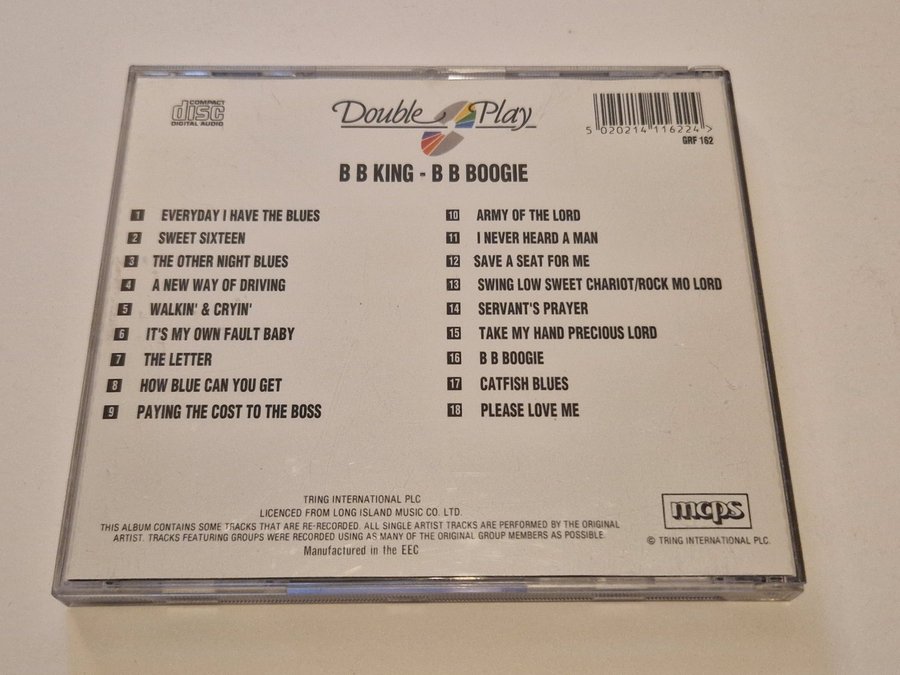 COMPACT
disc
DIGITAL AUDIO
Double Play
5 020214 116224 >
GRF 162
B B KING - B B BOOGIE
1 EVERYDAY I HAVE THE BLUES
2 SWEET SIXTEEN
3 THE OTHER NIGHT BLUES
4 A NEW WAY OF DRIVING
5 WALKIN' & CRYIN'
6 IT'S MY OWN FAULT BABY
7 THE LETTER
8 HOW BLUE CAN YOU GET
9 PAYING THE COST TO THE BOSS
10 ARMY OF THE LORD
11 I NEVER HEARD A MAN
12 SAVE A SEAT FOR ME
13 SWING LOW SWEET CHARIOT/ROCK MO LORD
14 SERVANT'S PRAYER
15 TAKE MY HAND PRECIOUS LORD
16 B B BOOGIE
17 CATFISH BLUES
18 PLEASE LOVE ME
TRING INTERNATIONAL PLC
LICENCED FROM LONG ISLAND MUSIC CO. LTD.
THIS ALBUM CONTAINS SOME TRACKS THAT ARE RE-RECORDED. ALL SINGLE ARTIST TRACKS ARE PERFORMED BY THE ORIGINAL
ARTIST. TRACKS FEATURING GROUPS WERE RECORDED USING AS MANY OF THE ORIGINAL GROUP MEMBERS AS POSSIBLE.
Manufactured in the EEC
mcps
© TRING INTERNATIONAL PLC.